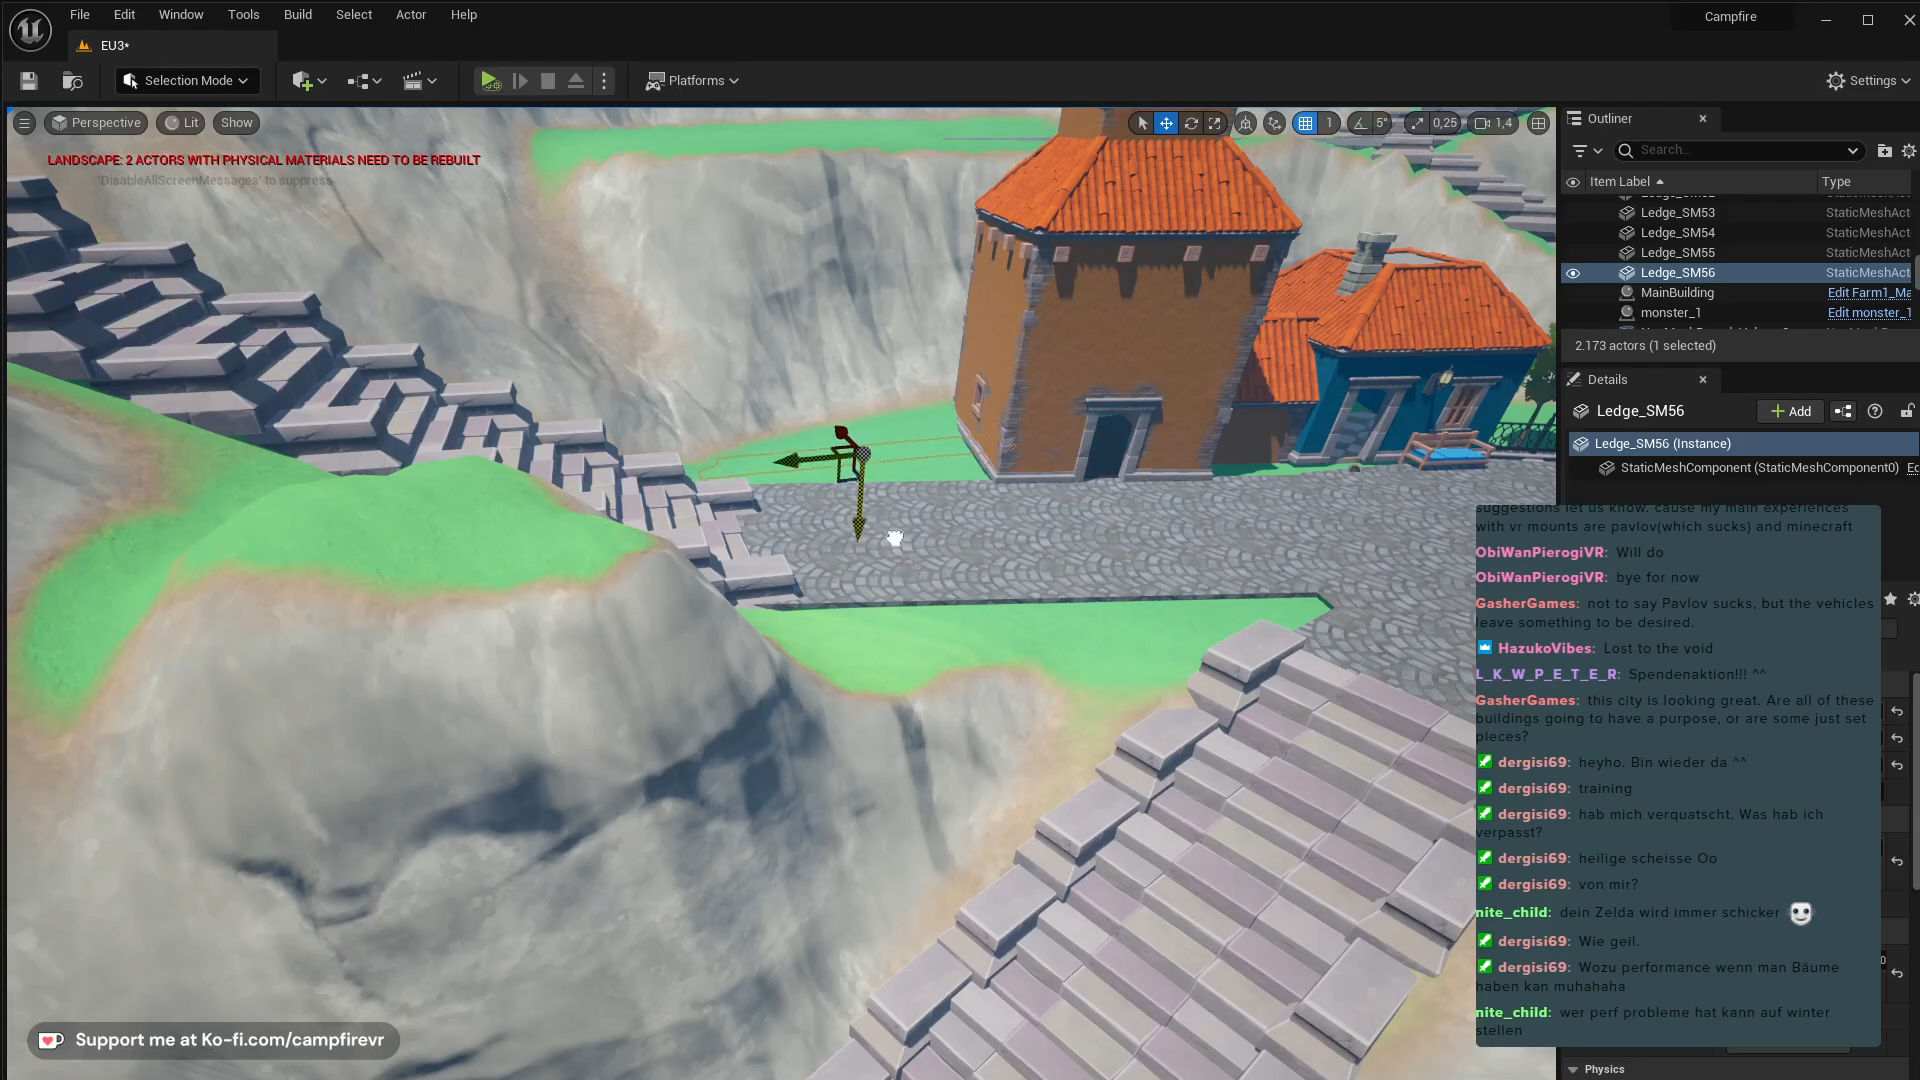 File Edit Window Tools Build Select Actor Help
Campfire
EU3*
Selection Mode
Platforms
Settings
Perspective Lit Show
1 5° 0,25 1,4
LANDSCAPE: 2 ACTORS WITH PHYSICAL MATERIALS NEED TO BE REBUILT
'DisableAllScreenMessages' to suppress
Outliner
Search...
Item Label Type
Ledge_SM53 StaticMeshAct
Ledge_SM54 StaticMeshAct
Ledge_SM55 StaticMeshAct
Ledge_SM56 StaticMeshAct
MainBuilding Edit Farm1_Ma
monster_1 Edit monster_1
2.173 actors (1 selected)
Details
Ledge_SM56
Add
Ledge_SM56 (Instance)
StaticMeshComponent (StaticMeshComponent0)
suggestions let us know. cause my main experiences
with vr mounts are pavlov(which sucks) and minecraft
ObiWanPierogiVR: Will do
ObiWanPierogiVR: bye for now
GasherGames: not to say Pavlov sucks, but the vehicles
leave something to be desired.
HazukoVibes: Lost to the void
L_K_W_P_E_T_E_R: Spendenaktion!!! ^^
GasherGames: this city is looking great. Are all of these
buildings going to have a purpose, or are some just set
pieces?
dergisi69: heyho. Bin wieder da ^^
dergisi69: training
dergisi69: hab mich verquatscht. Was hab ich
verpasst?
dergisi69: heilige scheisse Oo
dergisi69: von mir?
nite_child: dein Zelda wird immer schicker
dergisi69: Wie geil.
dergisi69: Wozu performance wenn man Bäume
haben kan muhahaha
nite_child: wer perf probleme hat kann auf winter
stellen
Physics
Support me at Ko-fi.com/campfirevr